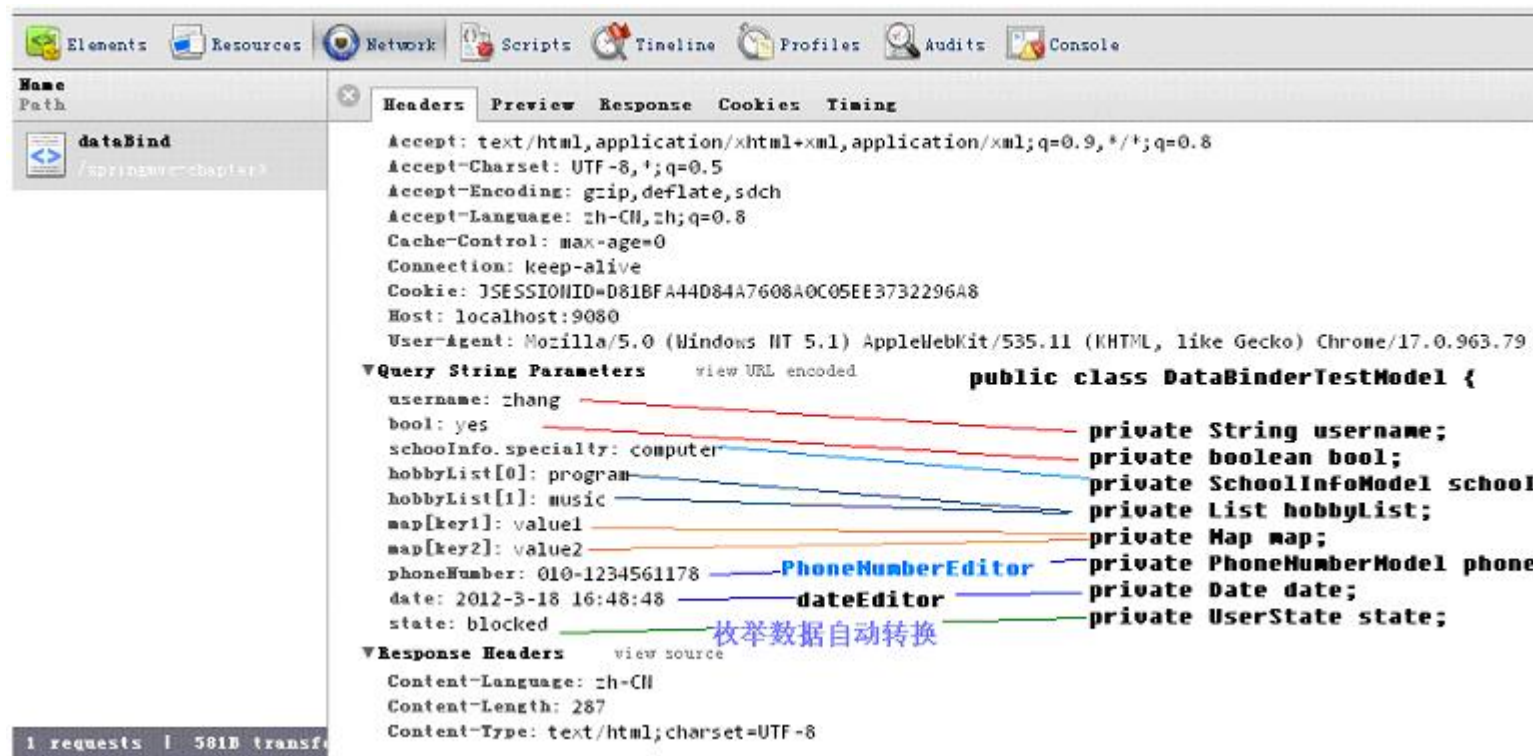 Elements Resources Network Scripts Timeline Profiles Audits Console
Name
Path
Headers Preview Response Cookies Timing
dataBind
/springmvc-chapter3
Accept: text/html,application/xhtml+xml,application/xml;q=0.9,*/*;q=0.8
Accept-Charset: UTF-8,*;q=0.5
Accept-Encoding: gzip,deflate,sdch
Accept-Language: zh-CN,zh;q=0.8
Cache-Control: max-age=0
Connection: keep-alive
Cookie: JSESSIONID=D81BFA44D84A7608A0C05EE3732296A8
Host: localhost:9080
User-Agent: Mozilla/5.0 (Windows NT 5.1) AppleWebKit/535.11 (KHTML, like Gecko) Chrome/17.0.963.79
▼Query String Parameters view URL encoded
username: zhang
bool: yes
schooInfo.specialty: computer
hobbyList[0]: program
hobbyList[1]: music
map[key1]: value1
map[key2]: value2
phoneNumber: 010-1234561178
date: 2012-3-18 16:48:48
state: blocked
public class DataBinderTestModel {
private String username;
private boolean bool;
private SchoolInfoModel school
private List hobbyList;
private Map map;
PhoneNumberEditor private PhoneNumberModel phone
dateEditor private Date date;
枚举数据自动转换 private UserState state;
▼Response Headers view source
Content-Language: zh-CN
Content-Length: 287
Content-Type: text/html;charset=UTF-8
1 requests | 581B transfe